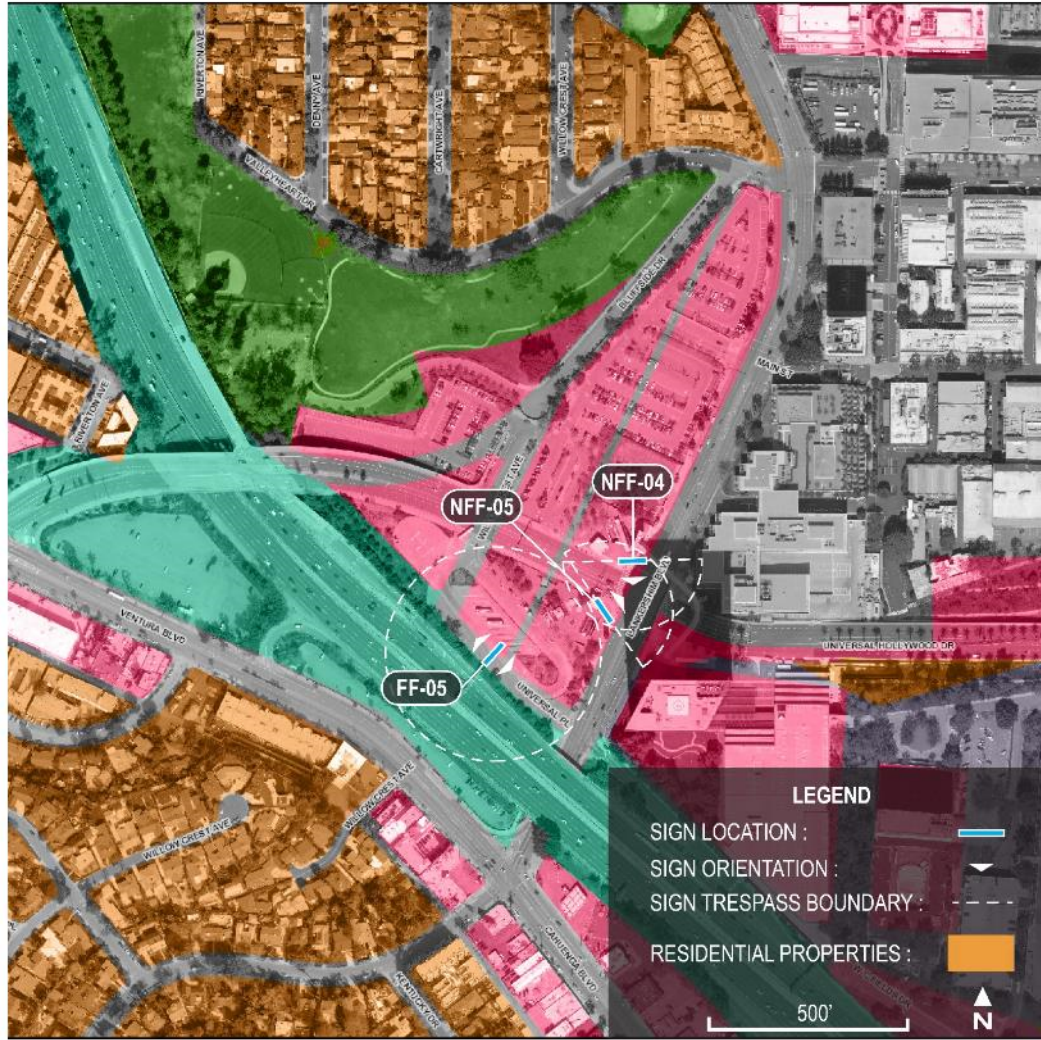 RIVERTON AVE
DENNY AVE
CARTWRIGHT AVE
WILLOW CREST AVE
VALLEYHEART DR
BLUFFSIDE DR
MAIN ST
RIVERTON AVE
NFF-04
NFF-05
LANKERSHIM BLVD
VENTURA BLVD
UNIVERSAL HOLLYWOOD DR
FF-05
UNIVERSAL PL
WILLOW CREST AVE
WILLOW CREST AVE
CAHUENGA BLVD
KENTUCKY DR
LEGEND
SIGN LOCATION :
SIGN ORIENTATION :
SIGN TRESPASS BOUNDARY :
RESIDENTIAL PROPERTIES :
500'
N